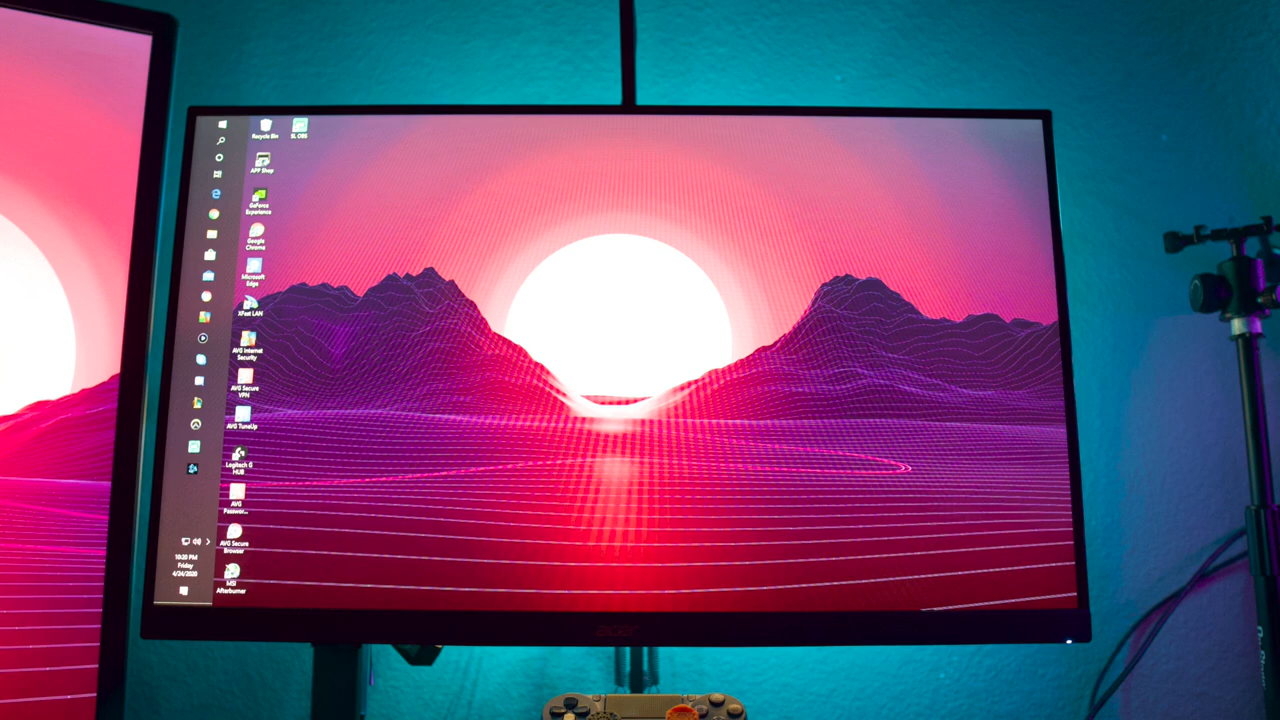 Recycle Bin
SL OBS
APP Shop
GeForce
Experience
Google
Chrome
Microsoft
Edge
XFast LAN
AVG Internet
Security
AVG Secure
VPN
AVG TuneUp
Logitech G
HUB
AVG
Passwor...
AVG Secure
Browser
MSI
Afterburner
10:20 PM
Friday
4/24/2020
acer